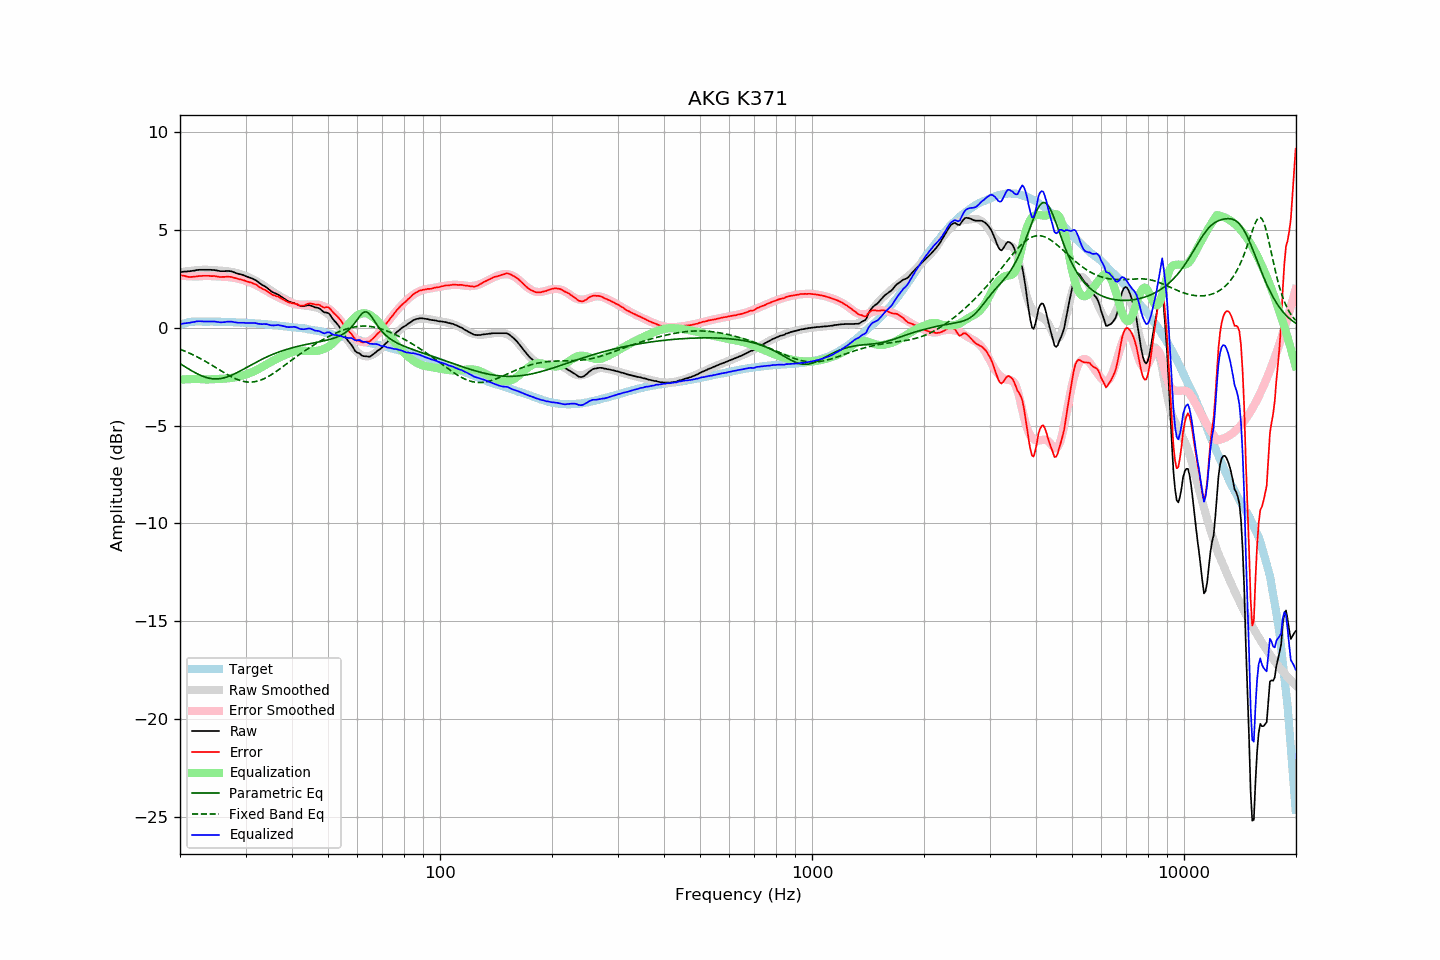 AKG K371
10
5
0
−5
−10
−15
−20
−25
Amplitude (dBr)
Target
Raw Smoothed
Error Smoothed
Raw
Error
Equalization
Parametric Eq
Fixed Band Eq
Equalized
100
1000
10000
Frequency (Hz)